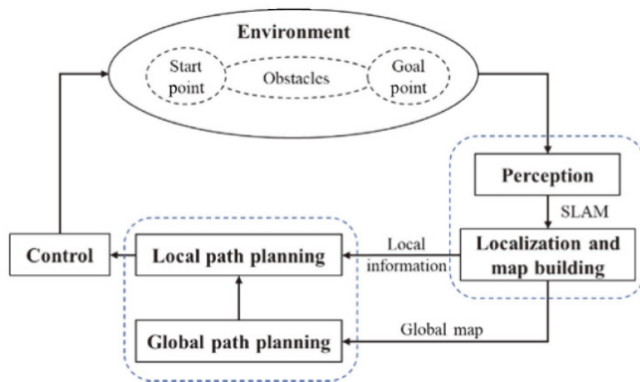 Environment
Start
point
Obstacles
Goal
point
Perception
SLAM
Localization and
map building
Local
information
Local path planning
Control
Global path planning
Global map